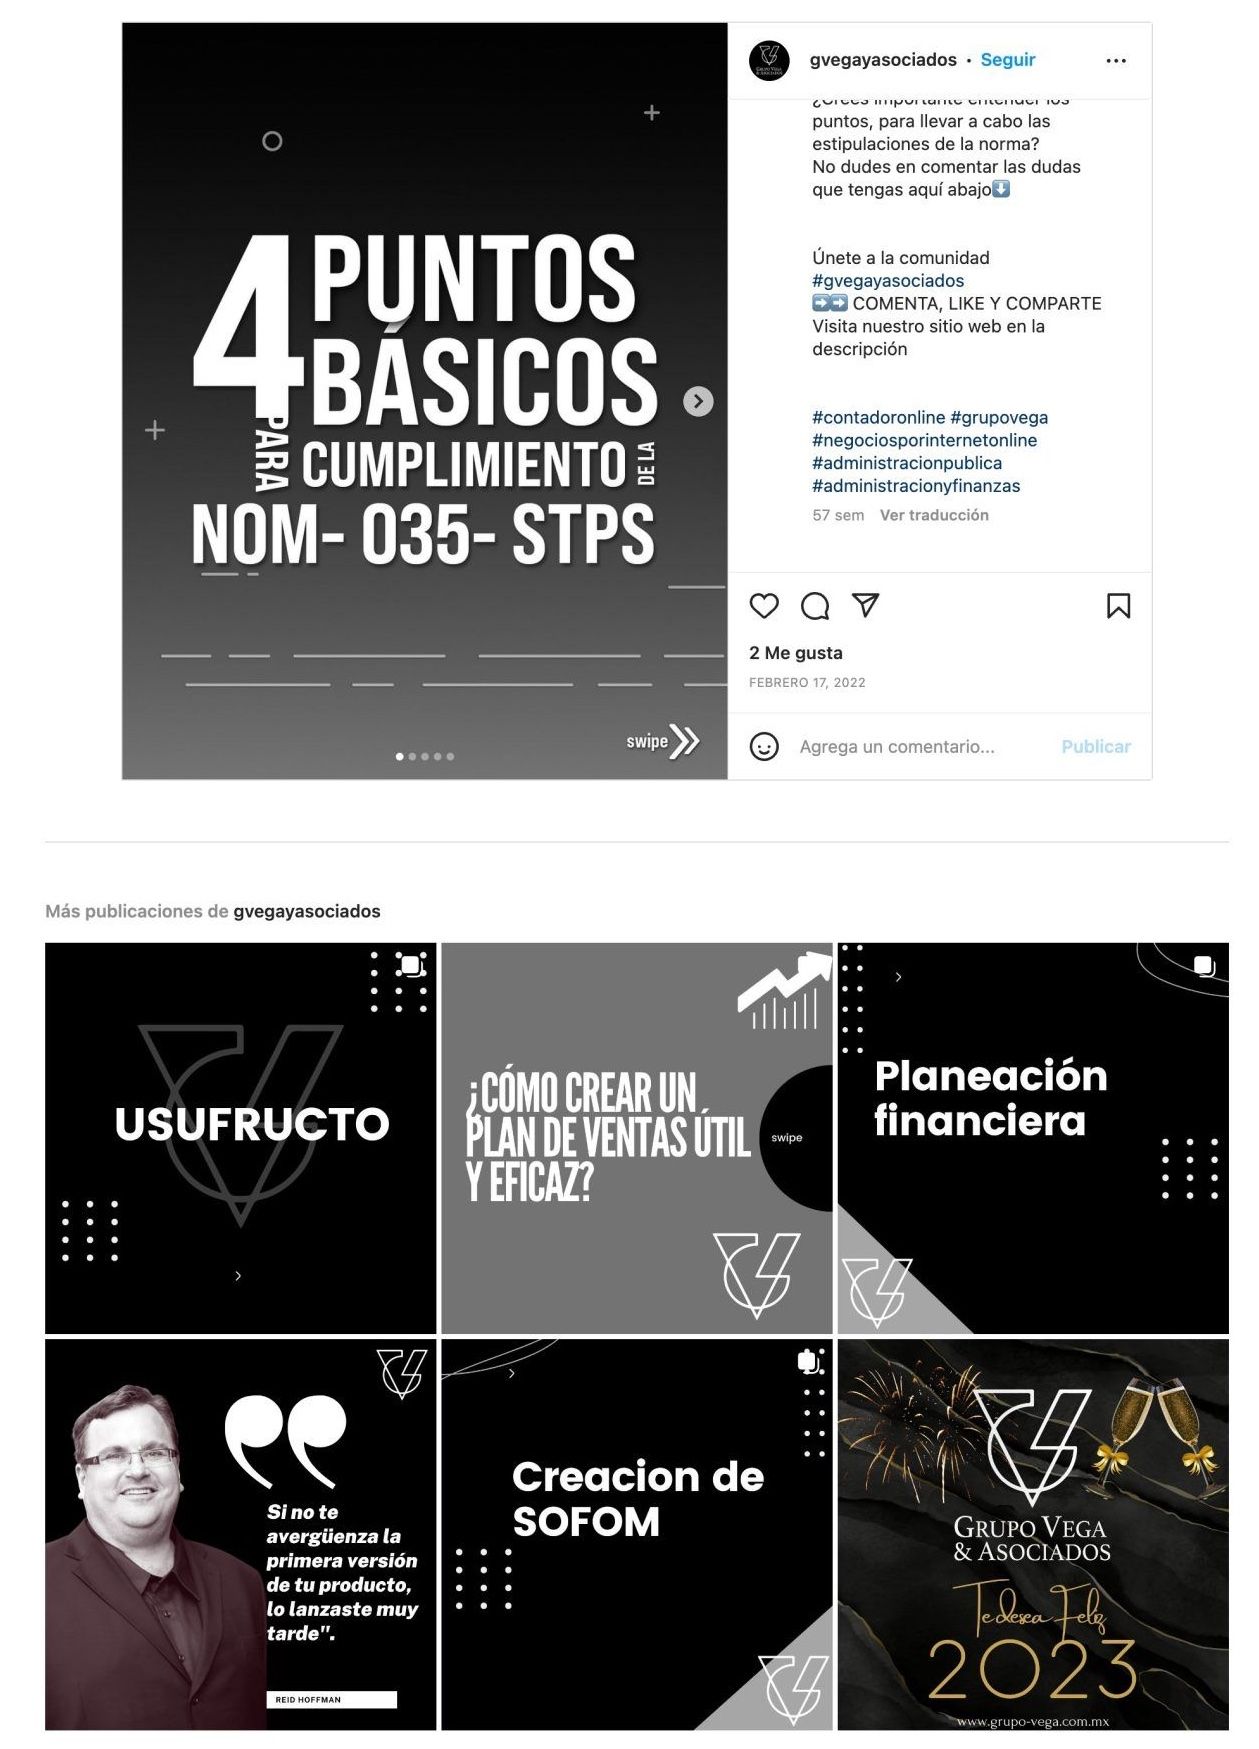 4 PUNTOS
BÁSICOS
PARA CUMPLIMIENTO DE LA
NOM- 035- STPS
swipe
gvegayasociados • Seguir
¿Crees importante entender los
puntos, para llevar a cabo las
estipulaciones de la norma?
No dudes en comentar las dudas
que tengas aquí abajo⬇️
Únete a la comunidad
#gvegayasociados
➡️➡️ COMENTA, LIKE Y COMPARTE
Visita nuestro sitio web en la
descripción
#contadoronline #grupovega
#negociosporinternetonline
#administracionpublica
#administracionyfinanzas
57 sem Ver traducción
2 Me gusta
FEBRERO 17, 2022
Agrega un comentario... Publicar
Más publicaciones de gvegayasociados
USUFRUCTO
¿CÓMO CREAR UN
PLAN DE VENTAS ÚTIL
Y EFICAZ?
swipe
Planeación
financiera
Si no te
avergüenza la
primera versión
de tu producto,
lo lanzaste muy
tarde".
REID HOFFMAN
Creacion de
SOFOM
GRUPO VEGA
& ASOCIADOS
Te desea Feliz
2023
www.grupo-vega.com.mx